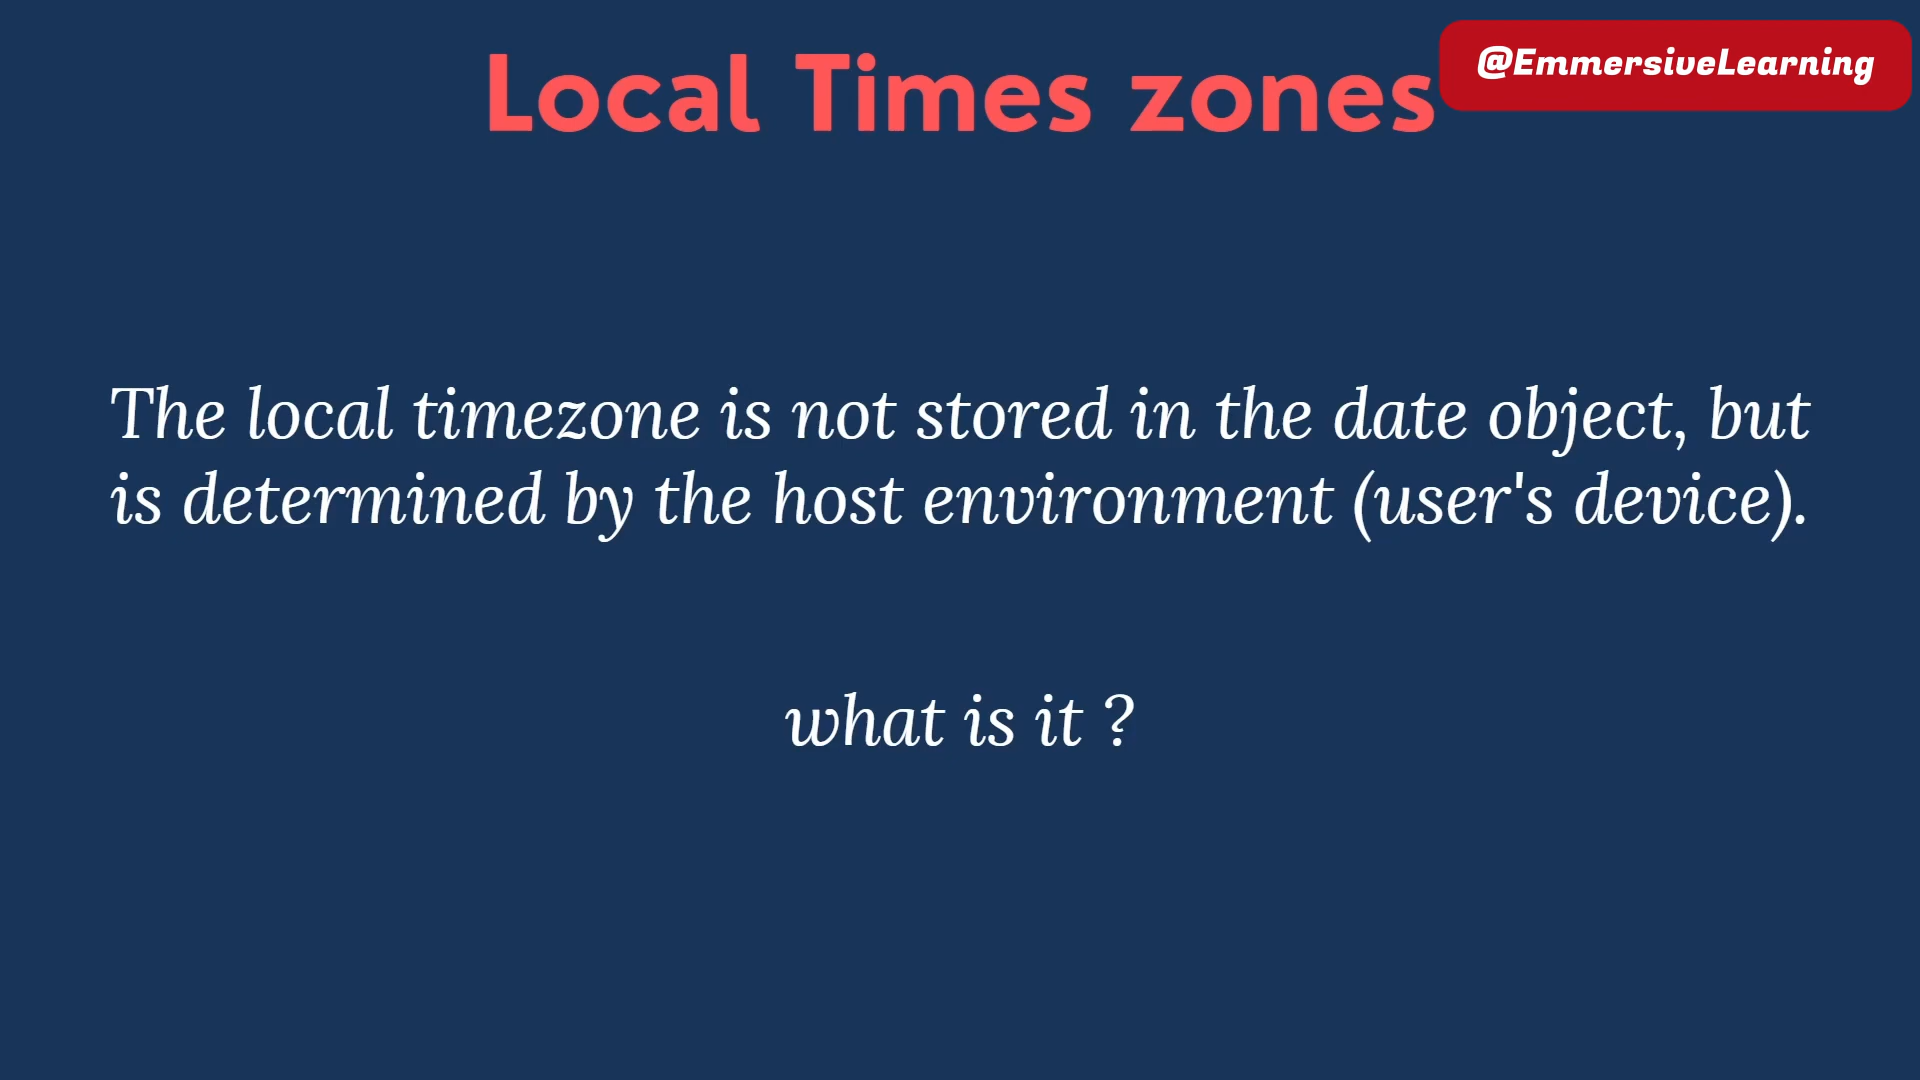 Local Times zones
@EmmersiveLearning
The local timezone is not stored in the date object, but
is determined by the host environment (user's device).
what is it ?